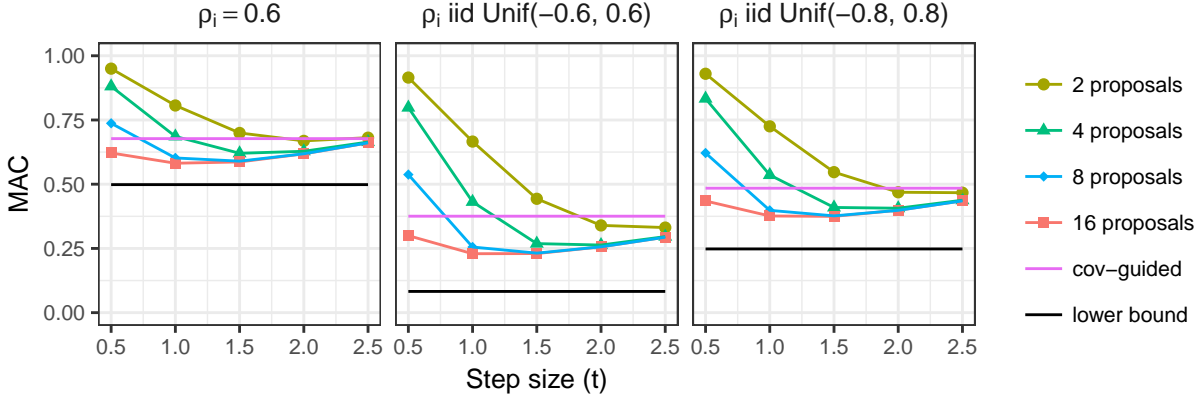 ρi = 0.6
ρi iid Unif(−0.6, 0.6)
ρi iid Unif(−0.8, 0.8)
MAC
1.00
0.75
0.50
0.25
0.00
0.5 1.0 1.5 2.0 2.5
0.5 1.0 1.5 2.0 2.5
0.5 1.0 1.5 2.0 2.5
Step size (t)
2 proposals
4 proposals
8 proposals
16 proposals
cov−guided
lower bound